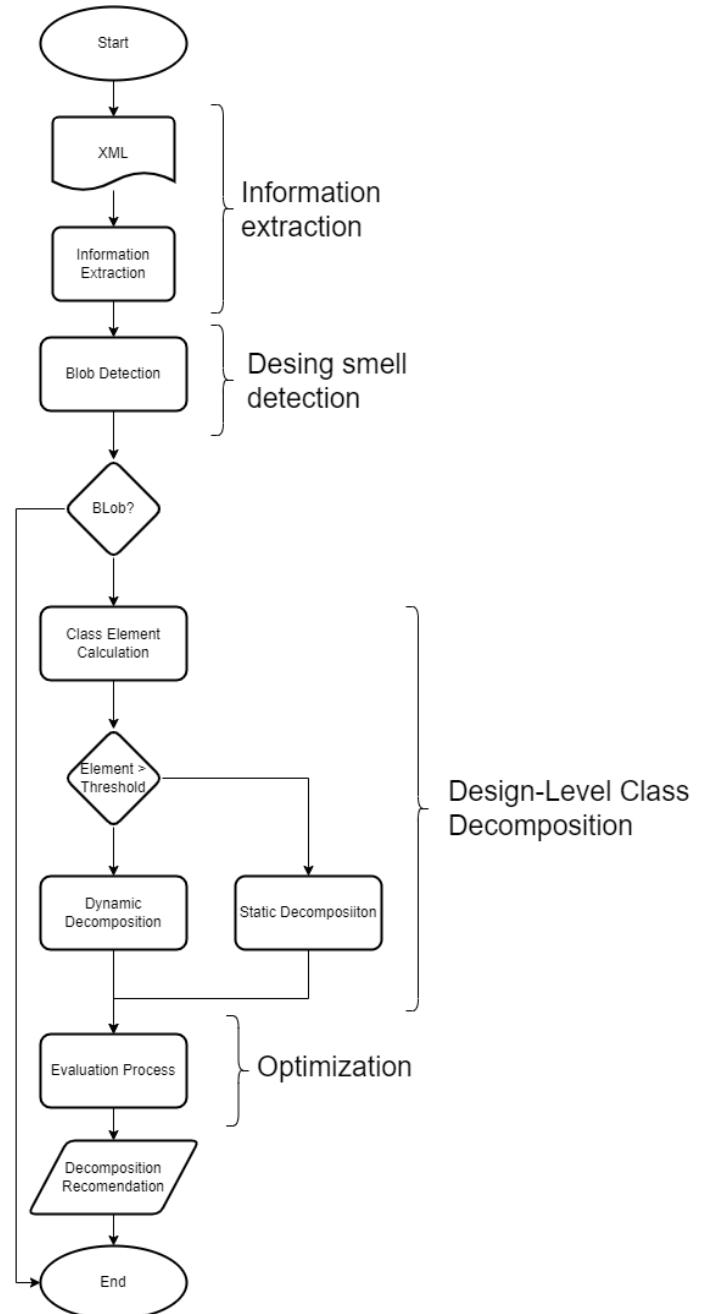 Start
XML
Information
extraction
Information
Extraction
Blob Detection
Desing smell
detection
BLob?
Class Element
Calculation
Element >
Threshold
Design-Level Class
Decomposition
Dynamic
Decomposition
Static Decomposiiton
Evaluation Process
Optimization
Decomposition
Recomendation
End